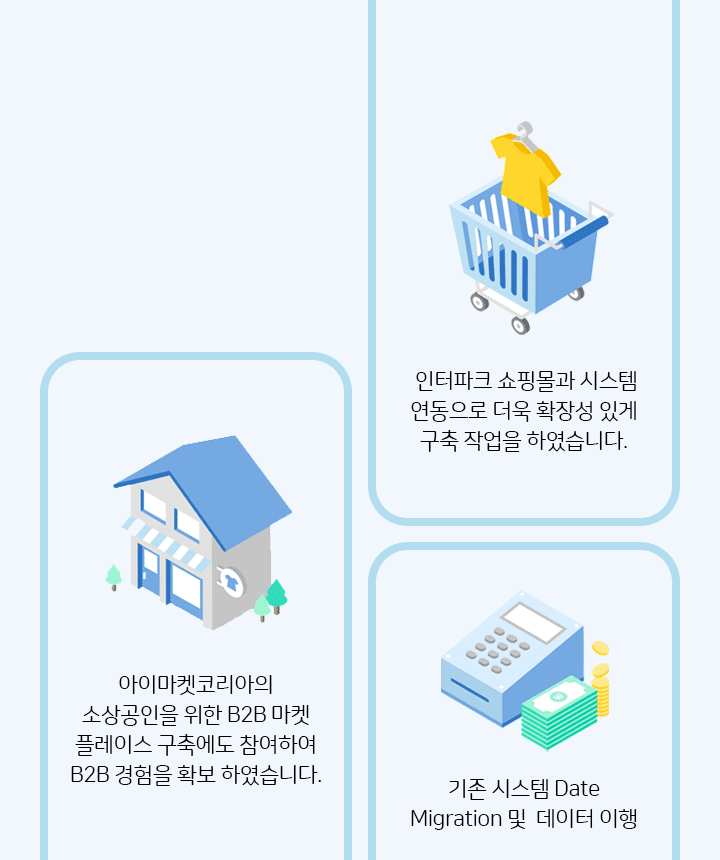 인터파크 쇼핑몰과 시스템
연동으로 더욱 확장성 있게
구축 작업을 하였습니다.
아이마켓코리아의
소상공인을 위한 B2B 마켓
플레이스 구축에도 참여하여
B2B 경험을 확보 하였습니다.
기존 시스템 Date
Migration 및 데이터 이행